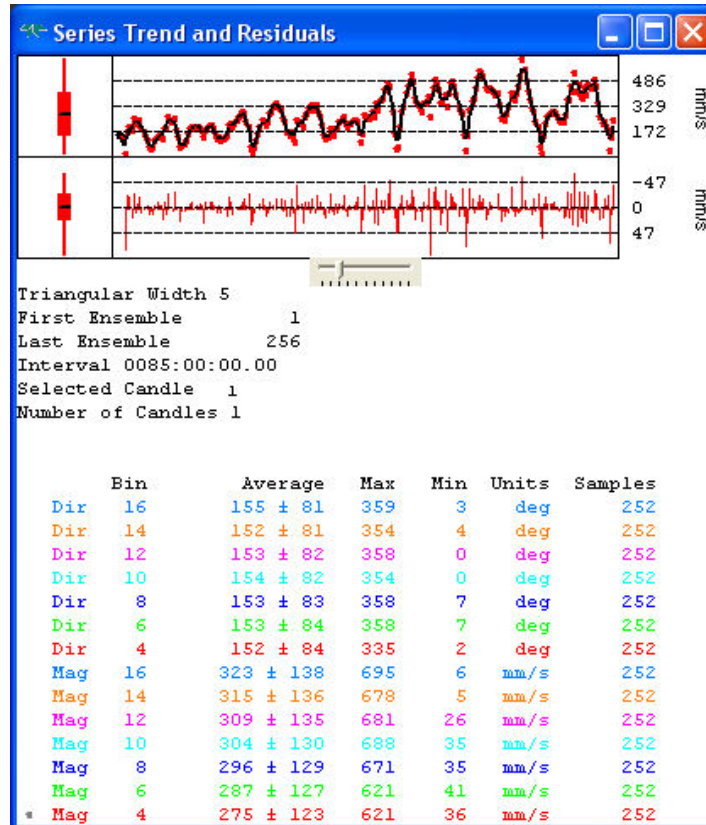 Series Trend and Residuals
486
329
172
mm/s
-47
0
47
mm/s
Triangular Width 5
First Ensemble 1
Last Ensemble 256
Interval 0085:00:00.00
Selected Candle 1
Number of Candles 1
Bin Average Max Min Units Samples
Dir 16 155 ± 81 359 3 deg 252
Dir 14 152 ± 81 354 4 deg 252
Dir 12 153 ± 82 358 0 deg 252
Dir 10 154 ± 82 354 0 deg 252
Dir 8 153 ± 83 358 7 deg 252
Dir 6 153 ± 84 358 7 deg 252
Dir 4 152 ± 84 335 2 deg 252
Mag 16 323 ± 138 695 6 mm/s 252
Mag 14 315 ± 136 678 5 mm/s 252
Mag 12 309 ± 135 681 26 mm/s 252
Mag 10 304 ± 130 688 35 mm/s 252
Mag 8 296 ± 129 671 35 mm/s 252
Mag 6 287 ± 127 621 41 mm/s 252
Mag 4 275 ± 123 621 36 mm/s 252